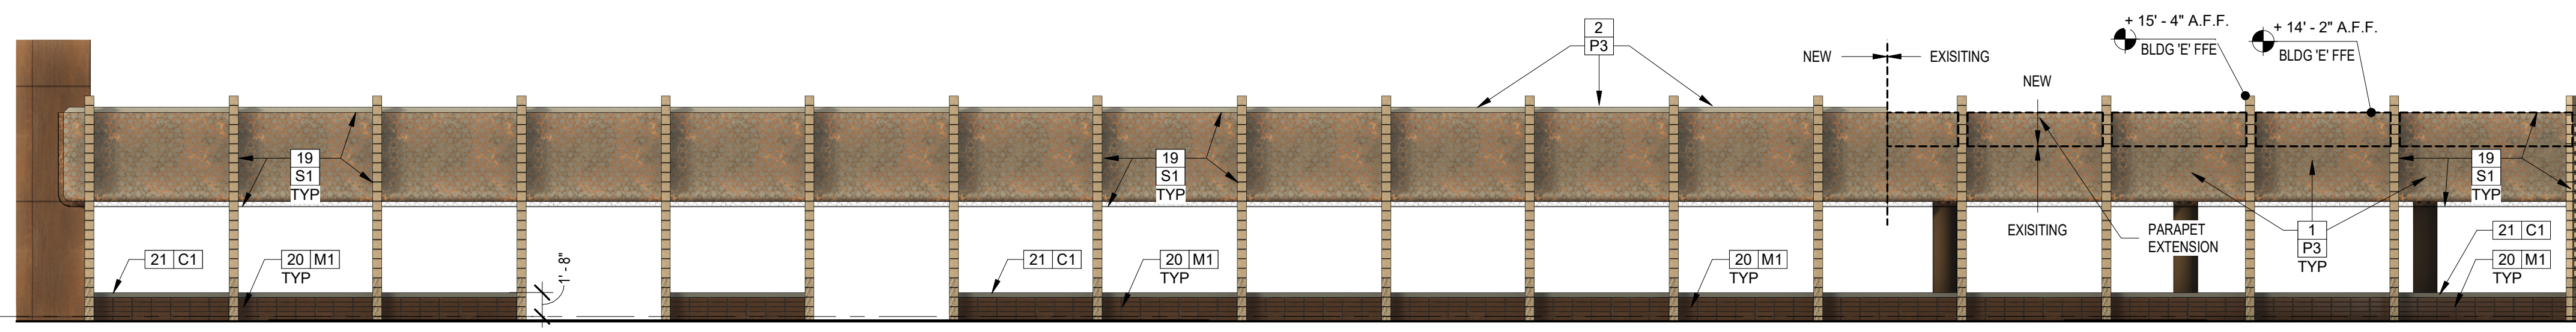 2
P3
+ 15' - 4" A.F.F.
BLDG 'E' FFE
+ 14' - 2" A.F.F.
BLDG 'E' FFE
NEW
EXISITING
NEW
19
S1
TYP
19
S1
TYP
19
S1
TYP
EXISITING
PARAPET
EXTENSION
1
P3
TYP
21 C1
20 M1
TYP
1' - 8"
21 C1
20 M1
TYP
20 M1
TYP
21 C1
20 M1
TYP